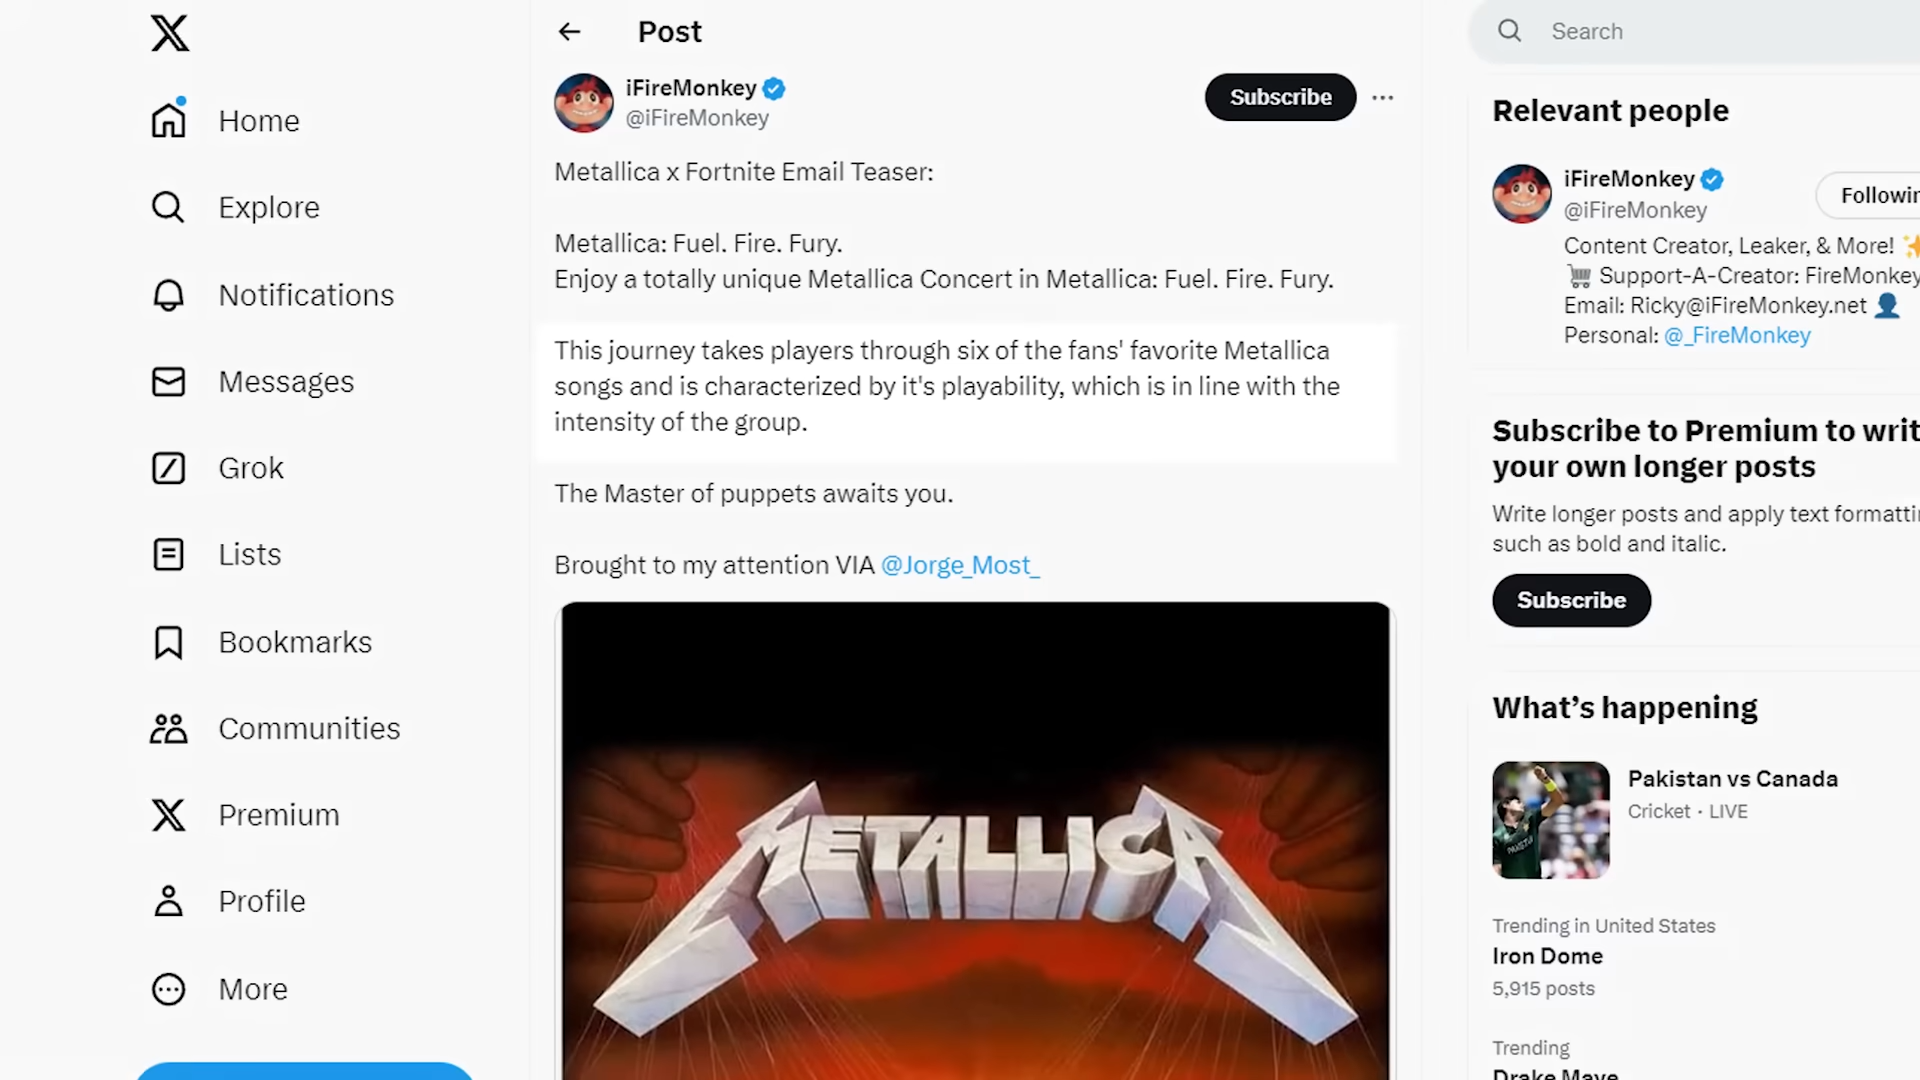 Home
Explore
Notifications
Messages
Grok
Lists
Bookmarks
Communities
Premium
Profile
More
Post
iFireMonkey
@iFireMonkey
Subscribe
Metallica x Fortnite Email Teaser:
Metallica: Fuel. Fire. Fury.
Enjoy a totally unique Metallica Concert in Metallica: Fuel. Fire. Fury.
This journey takes players through six of the fans' favorite Metallica
songs and is characterized by it's playability, which is in line with the
intensity of the group.
The Master of puppets awaits you.
Brought to my attention VIA @Jorge_Most_
METALLICA
Search
Relevant people
iFireMonkey
@iFireMonkey
Followin
Content Creator, Leaker, & More!
Support-A-Creator: FireMonkey
Email: Ricky@iFireMonkey.net
Personal: @_FireMonkey
Subscribe to Premium to writ
your own longer posts
Write longer posts and apply text formattin
such as bold and italic.
Subscribe
What's happening
Pakistan vs Canada
Cricket · LIVE
Trending in United States
Iron Dome
5,915 posts
Trending
Drake Maye